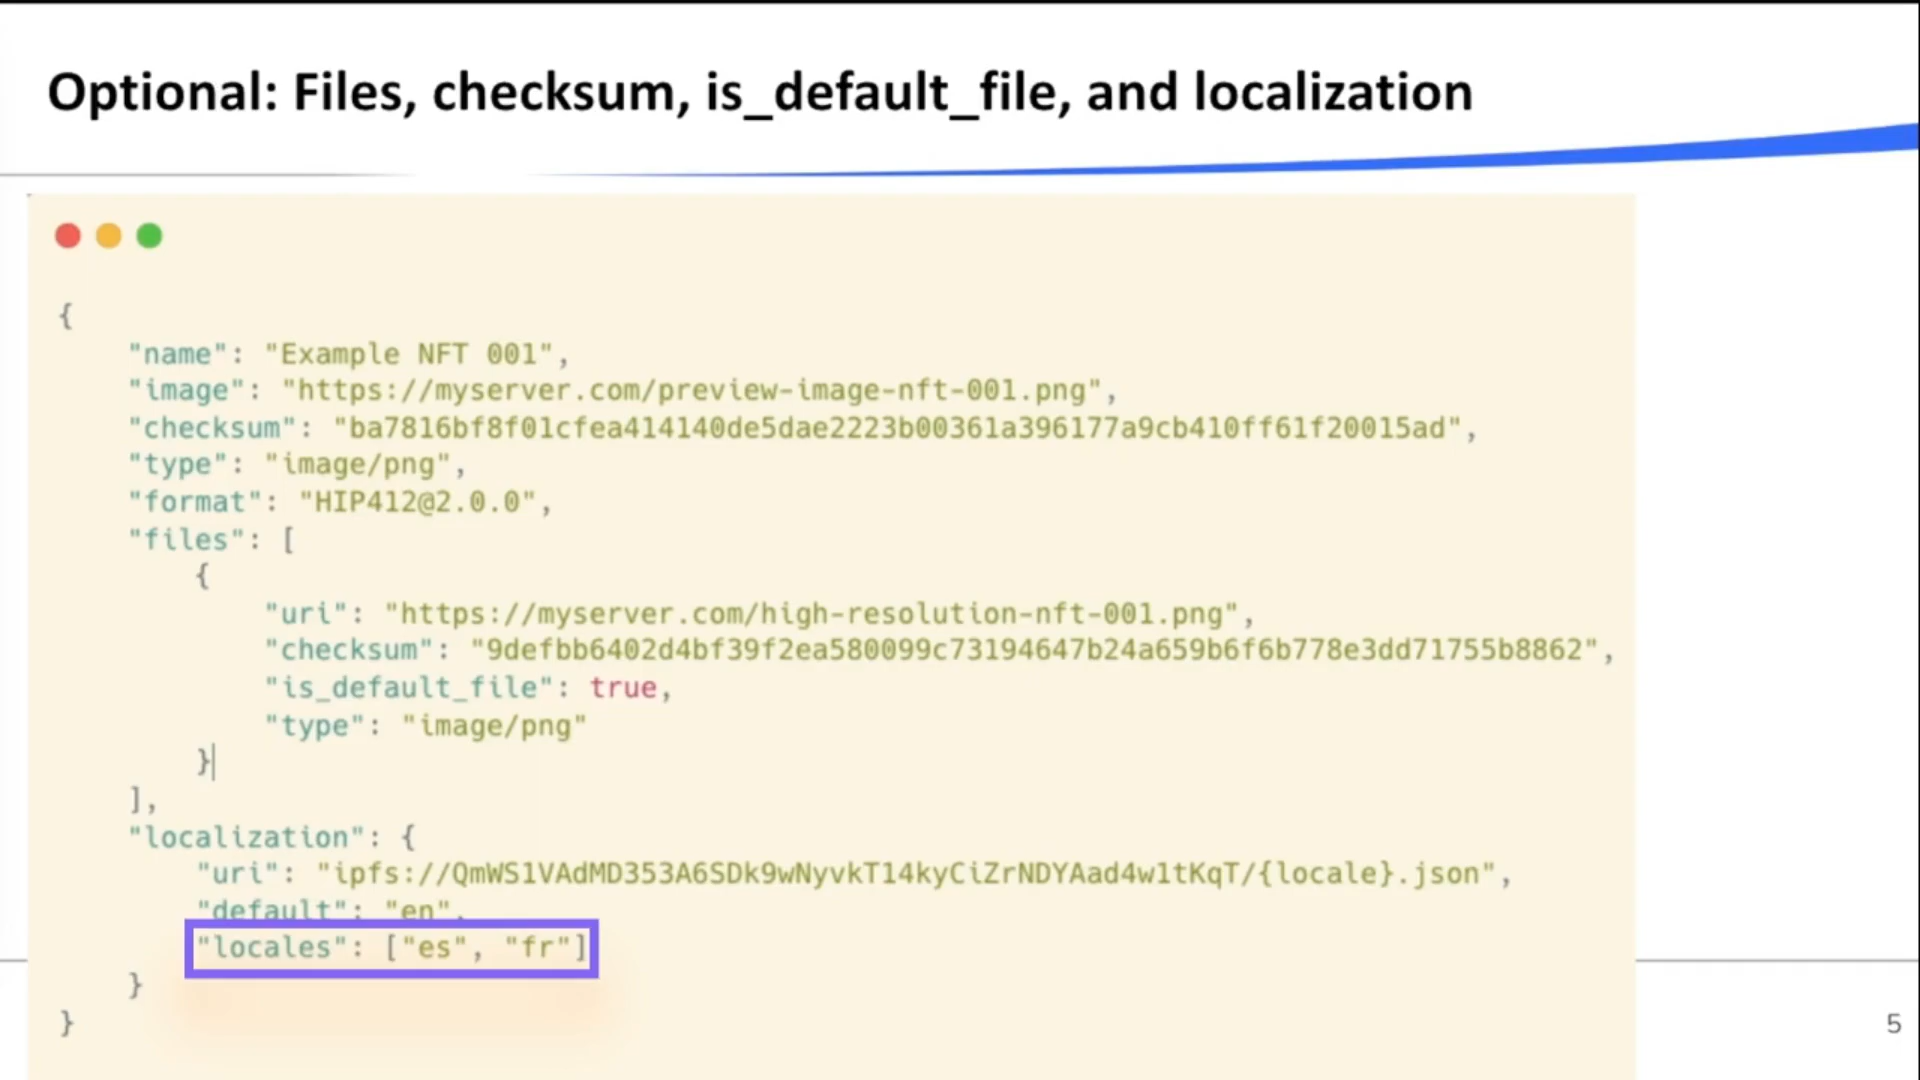 Optional: Files, checksum, is_default_file, and localization
{
"name": "Example NFT 001",
"image": "https://myserver.com/preview-image-nft-001.png",
"checksum": "ba7816bf8f01cfea414140de5dae2223b00361a396177a9cb410ff61f20015ad",
"type": "image/png",
"format": "HIP412@2.0.0",
"files": [
{
"uri": "https://myserver.com/high-resolution-nft-001.png",
"checksum": "9defbb6402d4bf39f2ea580099c73194647b24a659b6f6b778e3dd71755b8862",
"is_default_file": true,
"type": "image/png"
}
],
"localization": {
"uri": "ipfs://QmWS1VAdMD353A6SDk9wNyvkT14kyCiZrNDYAad4w1tKqT/{locale}.json",
"default": "en",
"locales": ["es", "fr"]
}
}
5